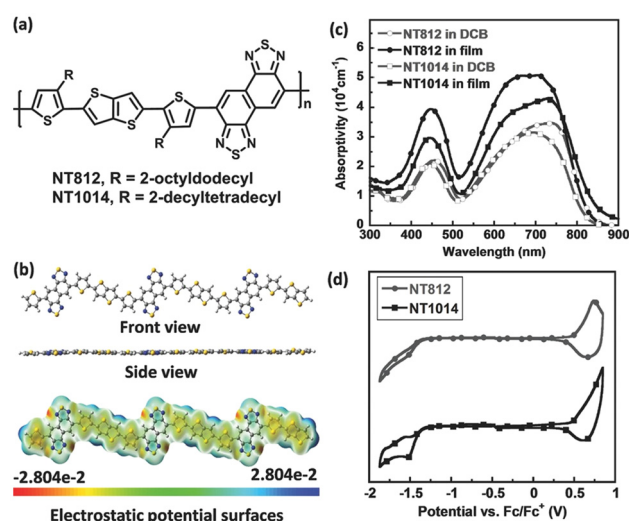 (a)
R
S
S
S
S
R
N
S
N
N
S
N
n
NT812, R = 2-octyldodecyl
NT1014, R = 2-decyltetradecyl
(b)
Front view
Side view
-2.804e-2
2.804e-2
Electrostatic potential surfaces
(c)
NT812 in DCB
NT812 in film
NT1014 in DCB
NT1014 in film
Absorptivity (10⁴cm⁻¹)
7
6
5
4
3
2
1
0
300 400 500 600 700 800 900
Wavelength (nm)
(d)
NT812
NT1014
-2 -1.5 -1 -0.5 0 0.5 1
Potential vs. Fc/Fc⁺ (V)